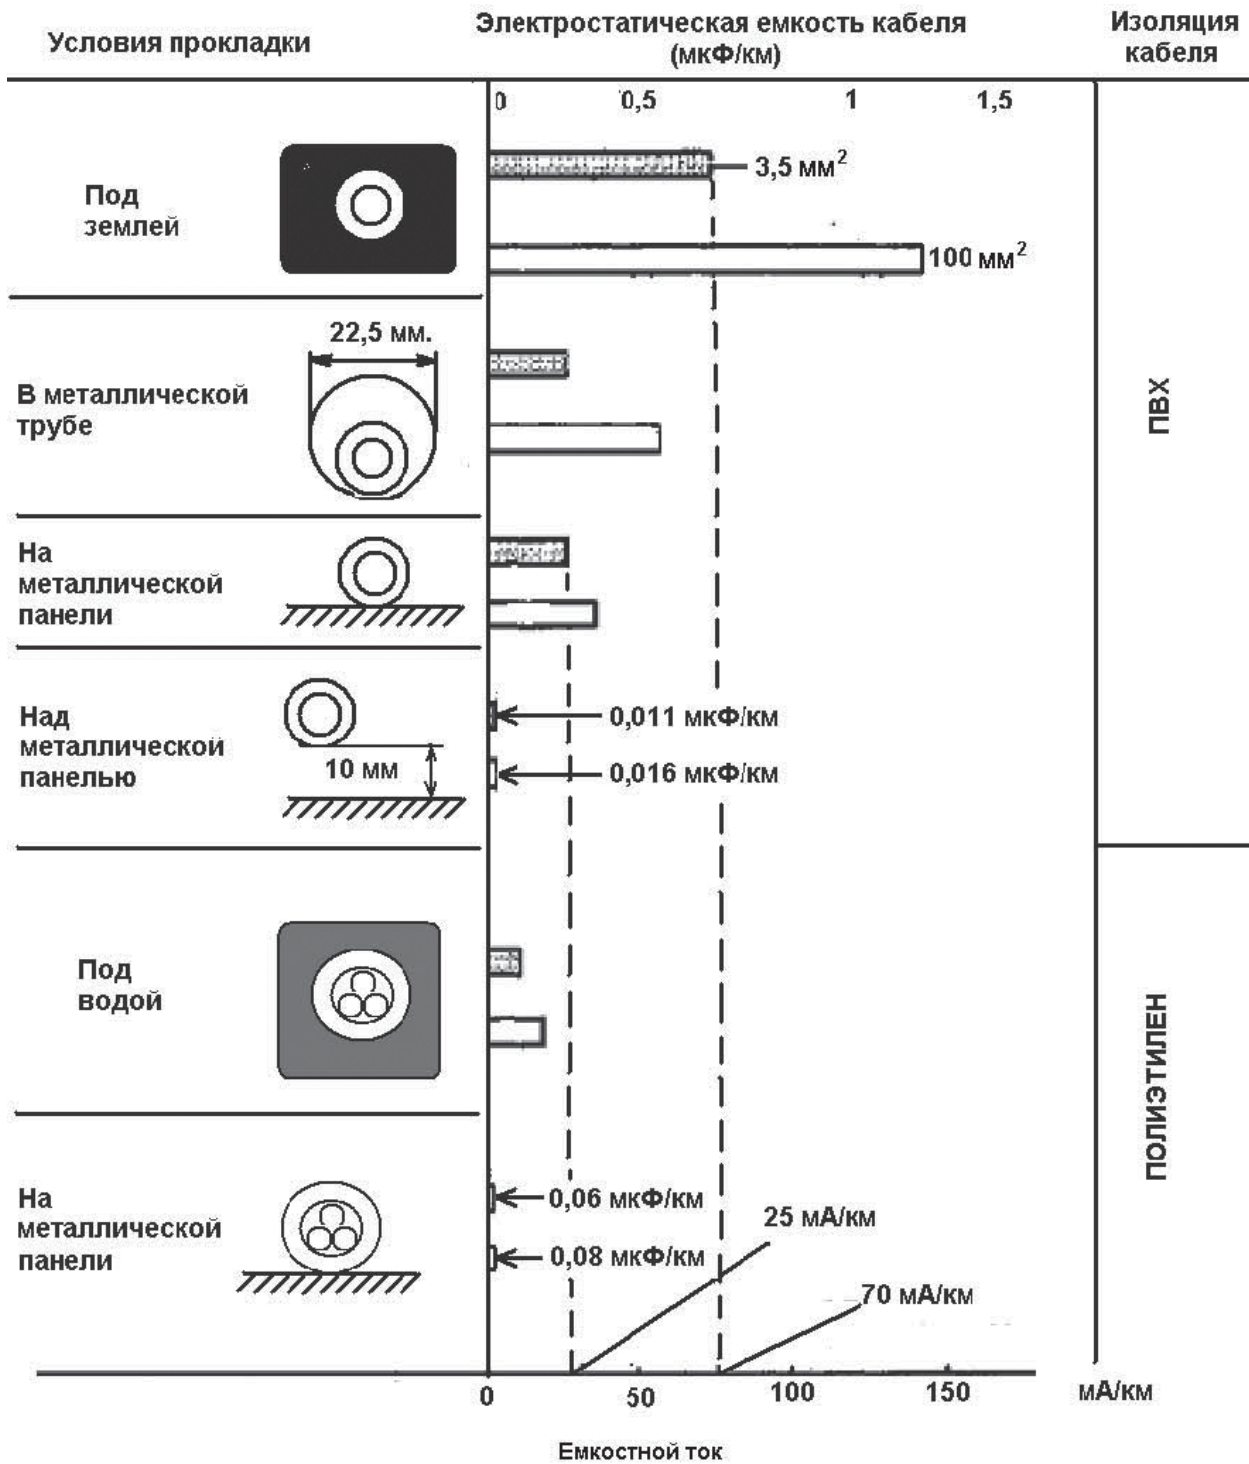 Условия прокладки
Электростатическая емкость кабеля
(мкФ/км)
Изоляция
кабеля
0 0,5 1 1,5
Под
землей
3,5 мм²
100 мм²
22,5 мм.
В металлической
трубе
ПВХ
На
металлической
панели
Над
металлической
панелью
10 мм
0,011 мкФ/км
0,016 мкФ/км
Под
водой
ПОЛИЭТИЛЕН
На
металлической
панели
0,06 мкФ/км
0,08 мкФ/км
25 мА/км
70 мА/км
0 50 100 150 мА/км
Емкостной ток